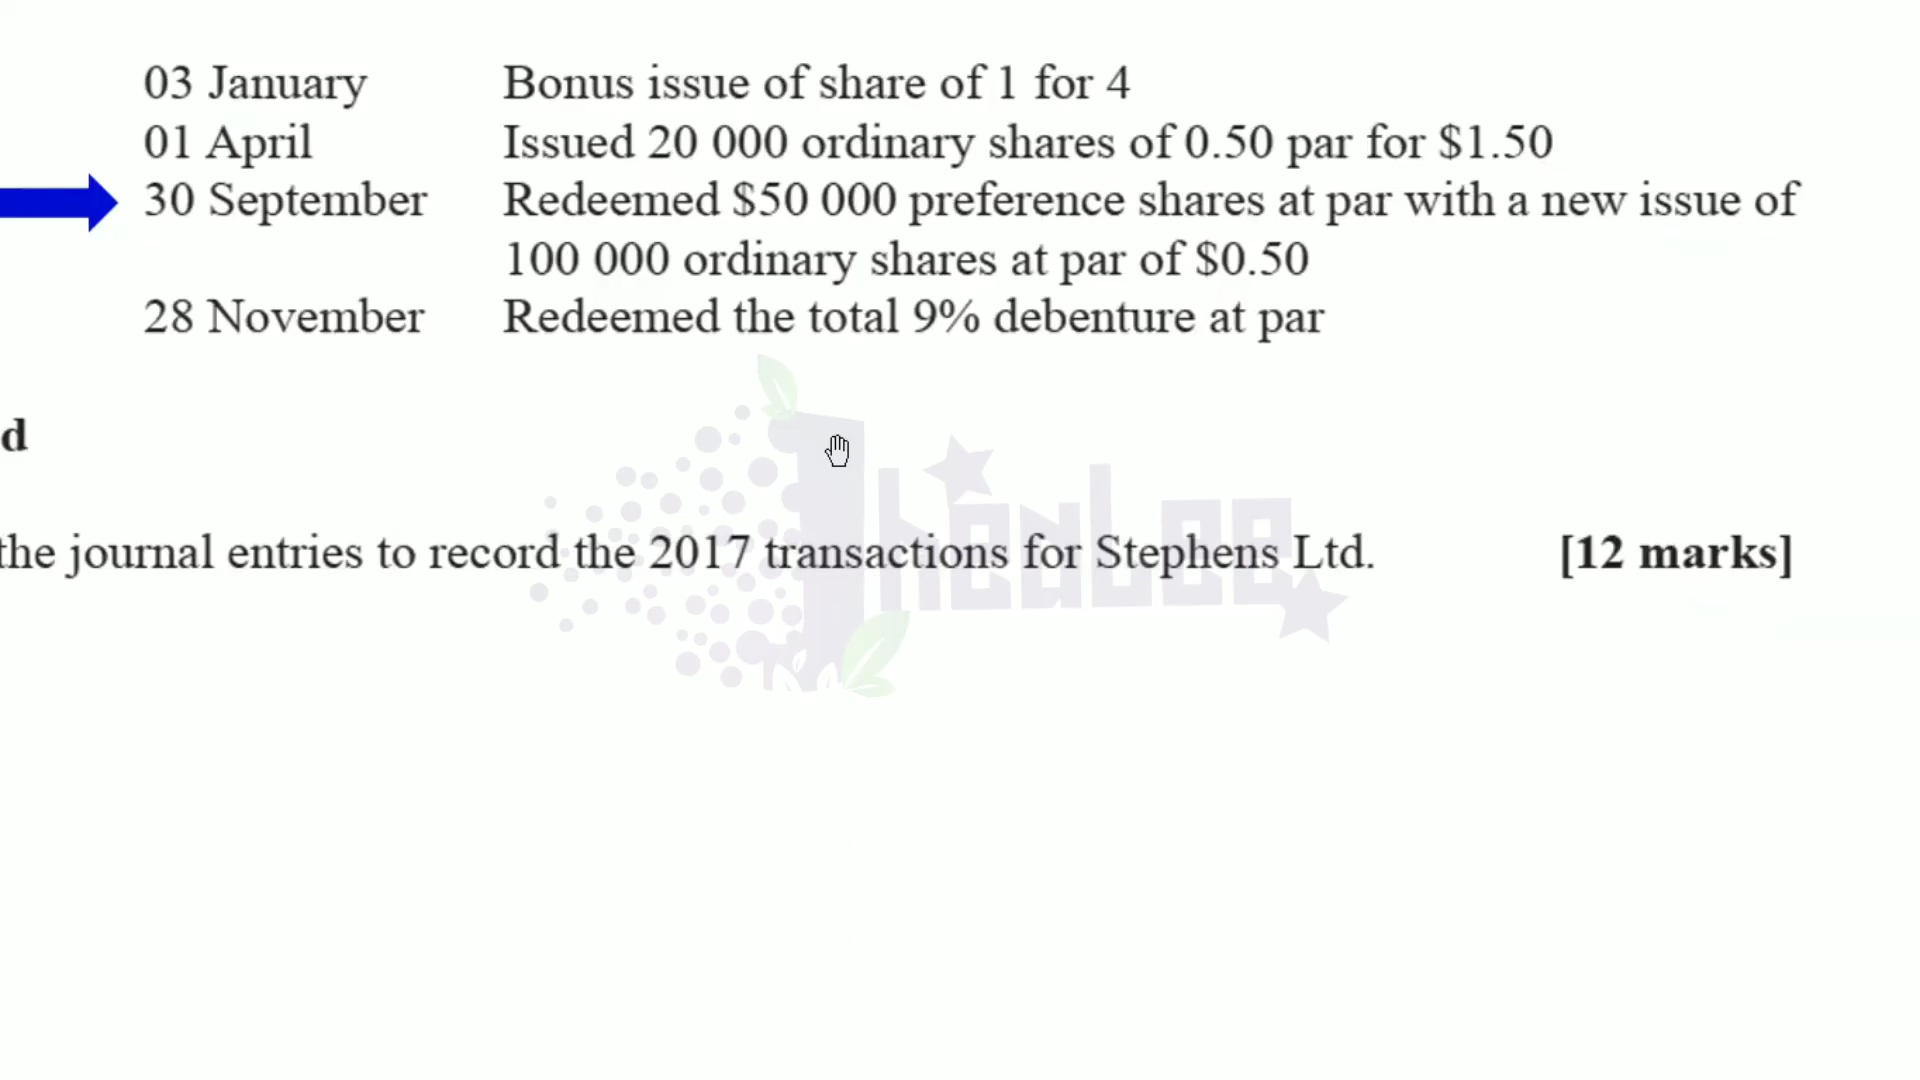 03 January Bonus issue of share of 1 for 4
01 April Issued 20 000 ordinary shares of 0.50 par for $1.50
30 September Redeemed $50 000 preference shares at par with a new issue of
100 000 ordinary shares at par of $0.50
28 November Redeemed the total 9% debenture at par
d
the journal entries to record the 2017 transactions for Stephens Ltd. [12 marks]
TheaLee